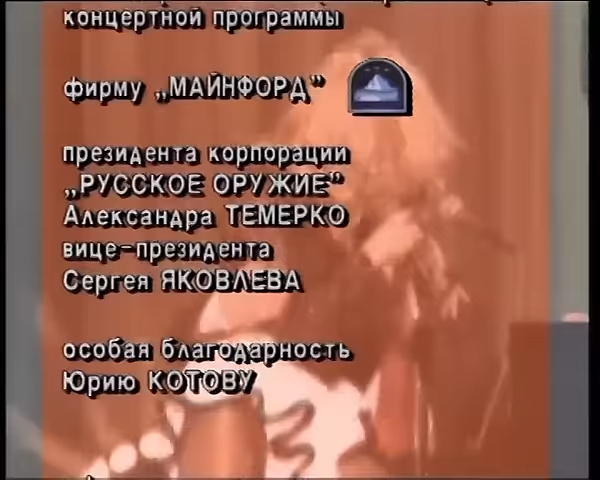 концертной программы
фирму „МАЙНФОРД”
президента корпорации
„РУССКОЕ ОРУЖИЕ”
Александра ТЕМЕРКО
вице-президента
Сергея ЯКОВЛЕВА
особая благодарность
Юрию КОТОВУ